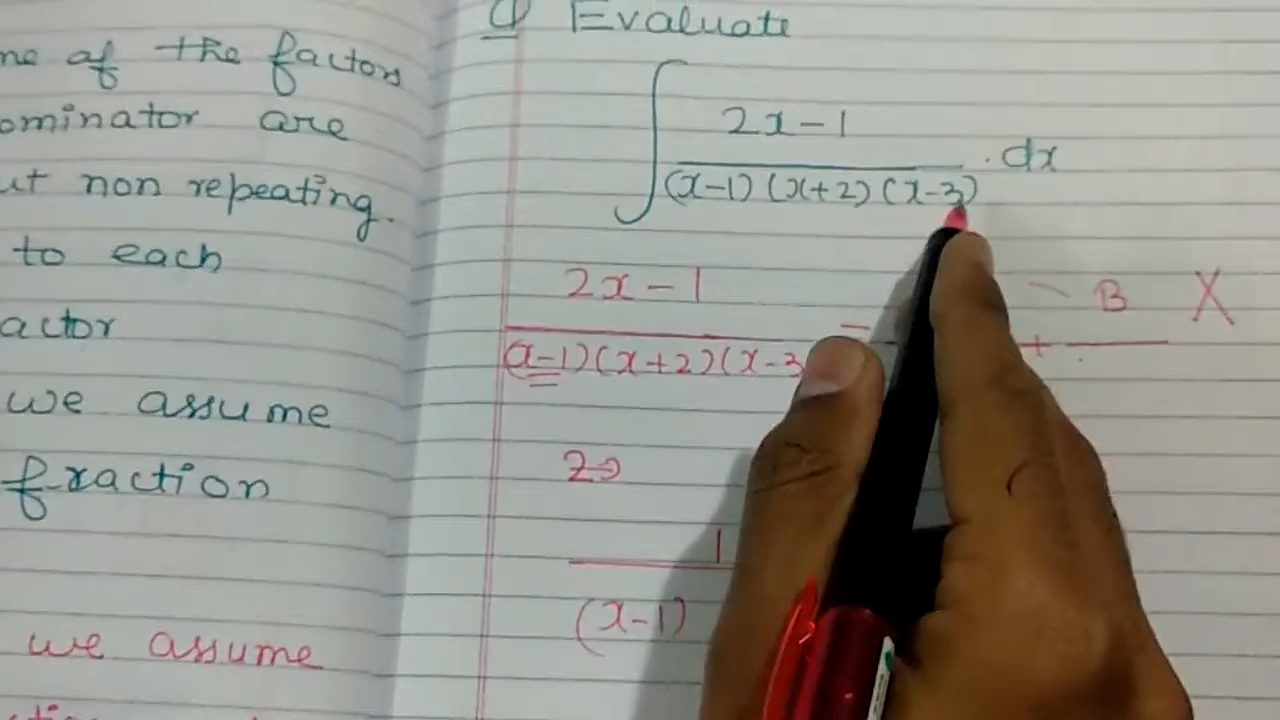 ne of the factors
ominator are
ut non repeating.
to each
actor
we assume
fraction
we assume
Q Evaluate
∫ 2x-1 / (x-1)(x+2)(x-3) . dx
2x-1 / (x-1)(x+2)(x-3 =
+ B X
1
(x-1)